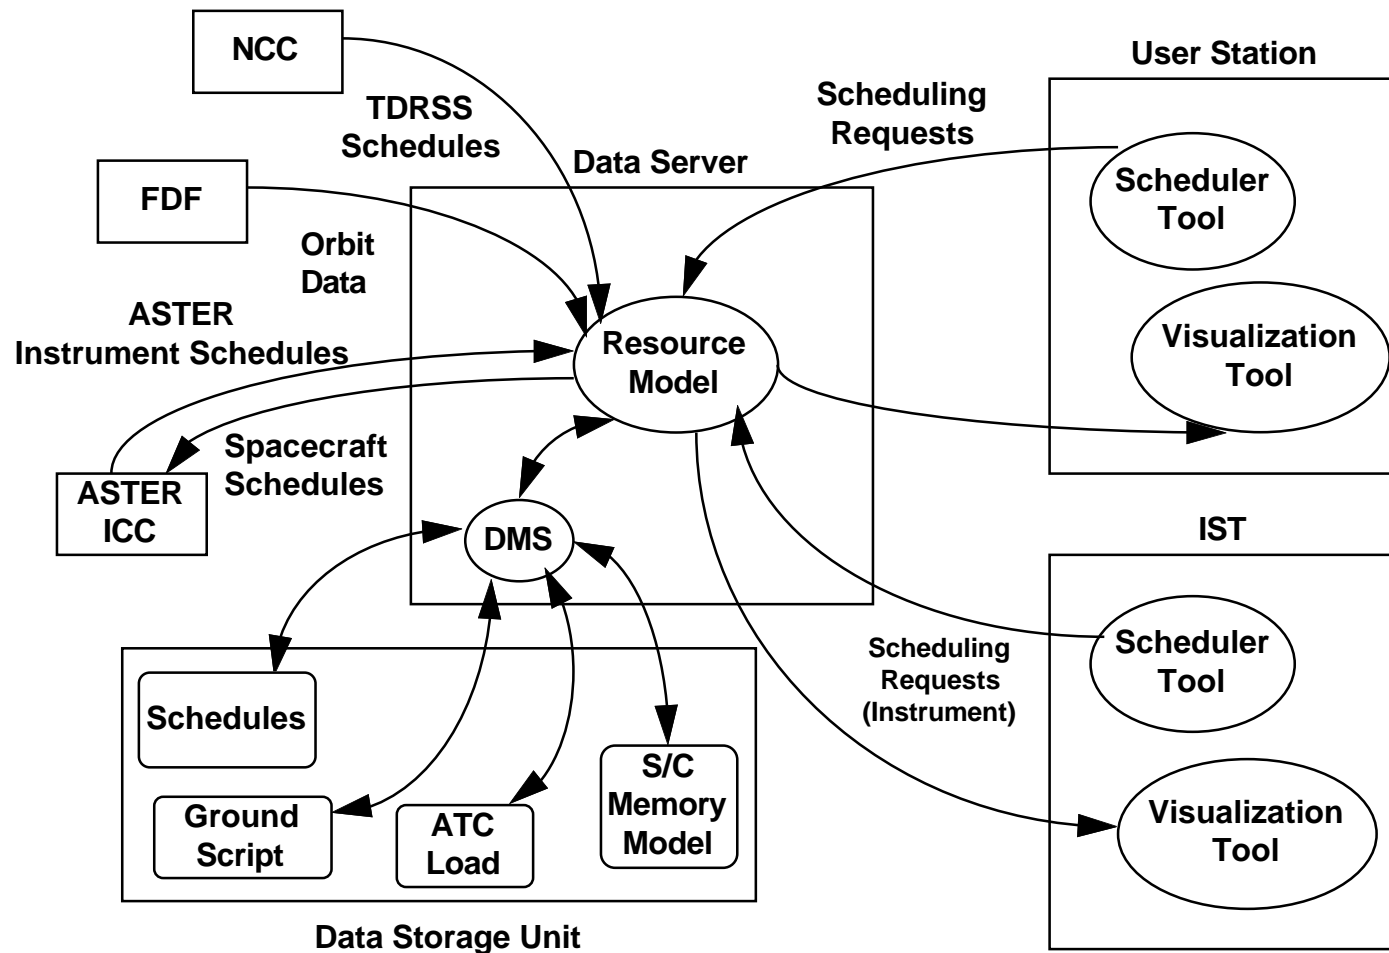 NCC
User Station
TDRSS
Schedules
Scheduling
Requests
Data Server
FDF
Scheduler
Tool
Orbit
Data
ASTER
Instrument Schedules
Resource
Model
Visualization
Tool
Spacecraft
Schedules
ASTER
ICC
DMS
IST
Scheduling
Requests
(Instrument)
Scheduler
Tool
Schedules
S/C
Memory
Model
Ground
Script
ATC
Load
Visualization
Tool
Data Storage Unit